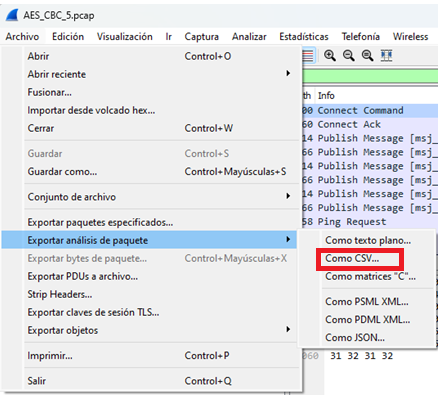 AES_CBC_5.pcap
Archivo Edición Visualización Ir Captura Analizar Estadísticas Telefonía Wireless
Abrir Control+O
Abrir reciente
Fusionar...
Importar desde volcado hex...
Cerrar Control+W
Guardar Control+S
Guardar como... Control+Mayúsculas+S
Conjunto de archivo
Exportar paquetes especificados...
Exportar análisis de paquete
Exportar bytes de paquete... Control+Mayúsculas+X
Exportar PDUs a archivo...
Strip Headers...
Exportar claves de sesión TLS...
Exportar objetos
Imprimir... Control+P
Salir Control+Q
th Info
00 Connect Command
60 Connect Ack
14 Publish Message [msj_
66 Publish Message [msj_
14 Publish Message [msj_
66 Publish Message [msj_
58 Ping Request
Como texto plano...
Como CSV...
Como matrices "C"...
Como PSML XML...
Como PDML XML...
Como JSON...
060 31 32 31 32